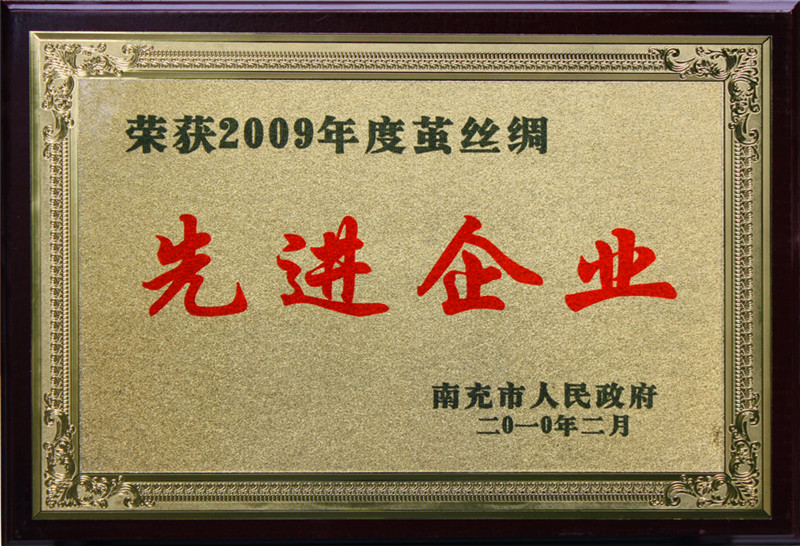 荣获2009年度茧丝绸
先进企业
南充市人民政府
二0一0年二月